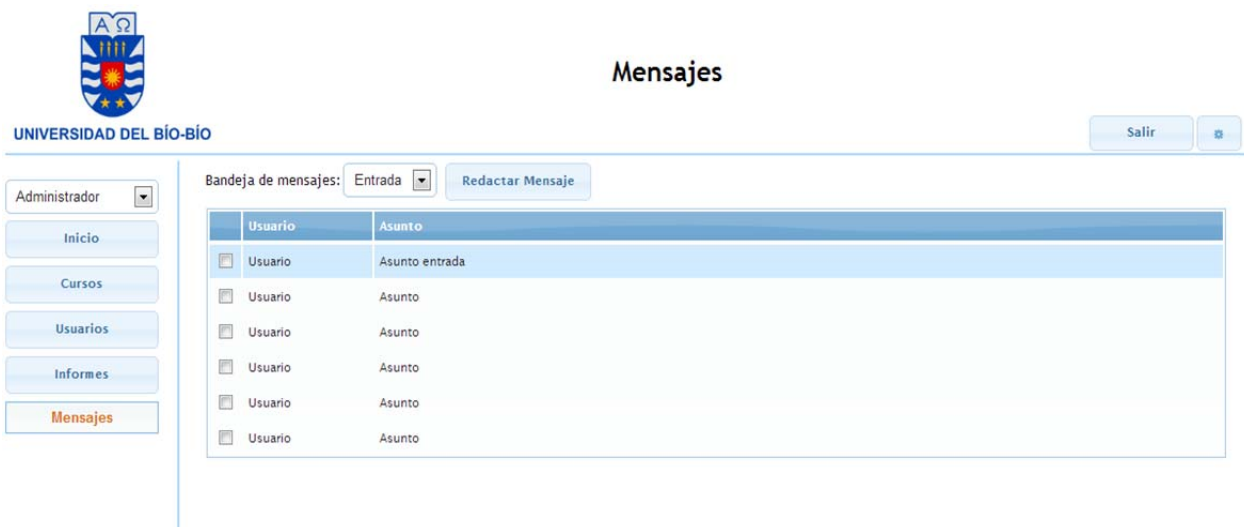 ΑΩ
Mensajes
UNIVERSIDAD DEL BÍO-BÍO
Salir
Administrador
Bandeja de mensajes: Entrada Redactar Mensaje
Inicio
Cursos
Usuarios
Informes
Mensajes
Usuario Asunto
Usuario Asunto entrada
Usuario Asunto
Usuario Asunto
Usuario Asunto
Usuario Asunto
Usuario Asunto